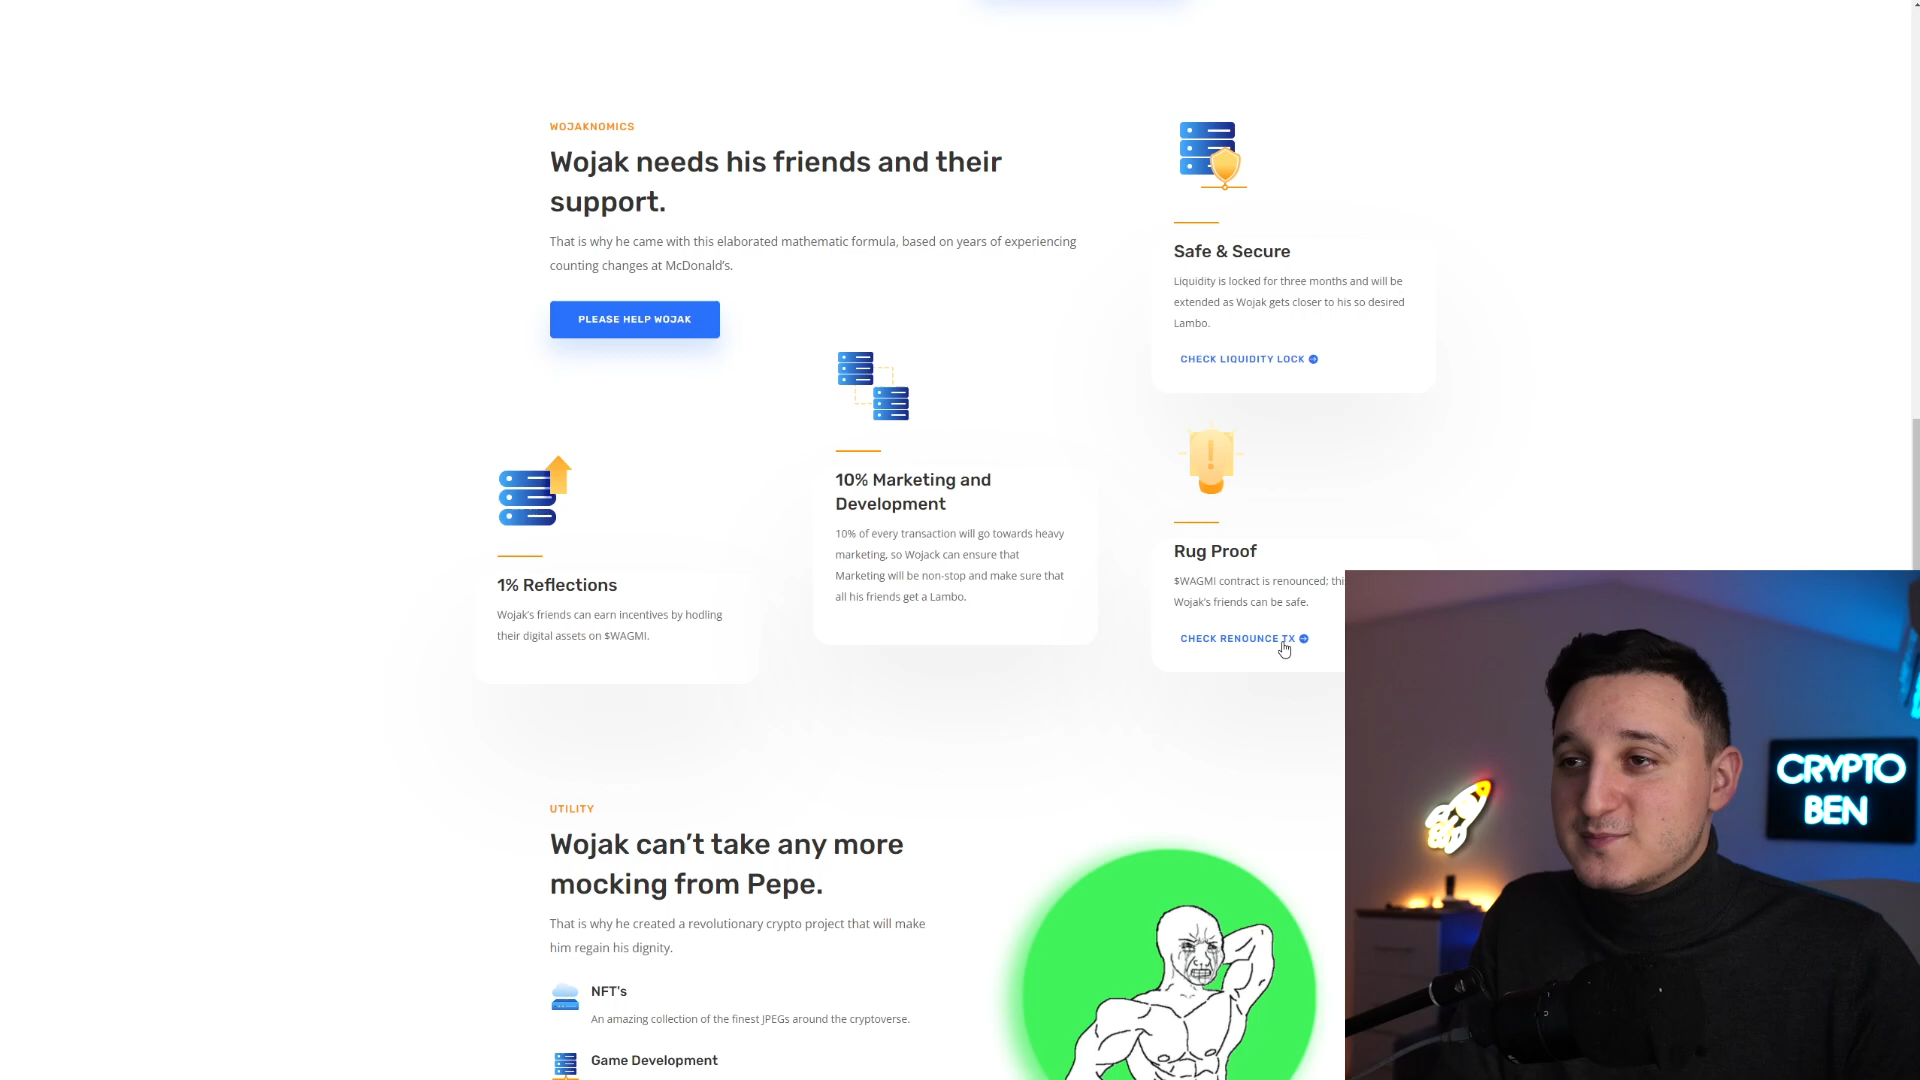 WOJAKNOMICS
Wojak needs his friends and their
support.
That is why he came with this elaborated mathematic formula, based on years of experiencing
counting changes at McDonald's.
PLEASE HELP WOJAK
Safe & Secure
Liquidity is locked for three months and will be
extended as Wojak gets closer to his so desired
Lambo.
CHECK LIQUIDITY LOCK
1% Reflections
Wojak's friends can earn incentives by hodling
their digital assets on $WAGMI.
10% Marketing and
Development
10% of every transaction will go towards heavy
marketing, so Wojack can ensure that
Marketing will be non-stop and make sure that
all his friends get a Lambo.
Rug Proof
$WAGMI contract is renounced;
Wojak's friends can be safe.
CHECK RENOUNCE TX
UTILITY
Wojak can't take any more
mocking from Pepe.
That is why he created a revolutionary crypto project that will make
him regain his dignity.
NFT's
An amazing collection of the finest JPEGs around the cryptoverse.
Game Development
CRYPTO
BEN